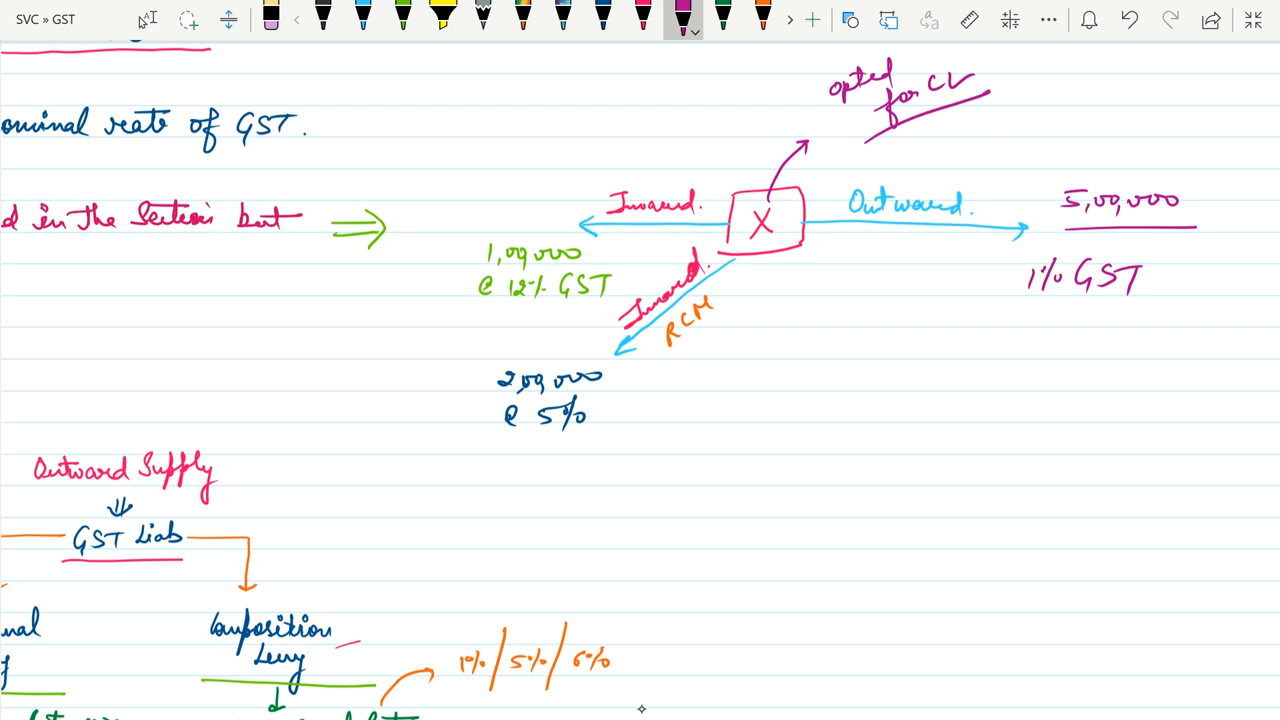 SVC » GST
opted
for CL
ominal rate of GST.
d in the Section but
Inward.
X
Outward.
5,00,000
1% GST
1,00,000
@ 12% GST
Inward.
RCM
2,00,000
@ 5%
Outward Supply
GST Liab
Composition
Levy
1% / 5% / 6%